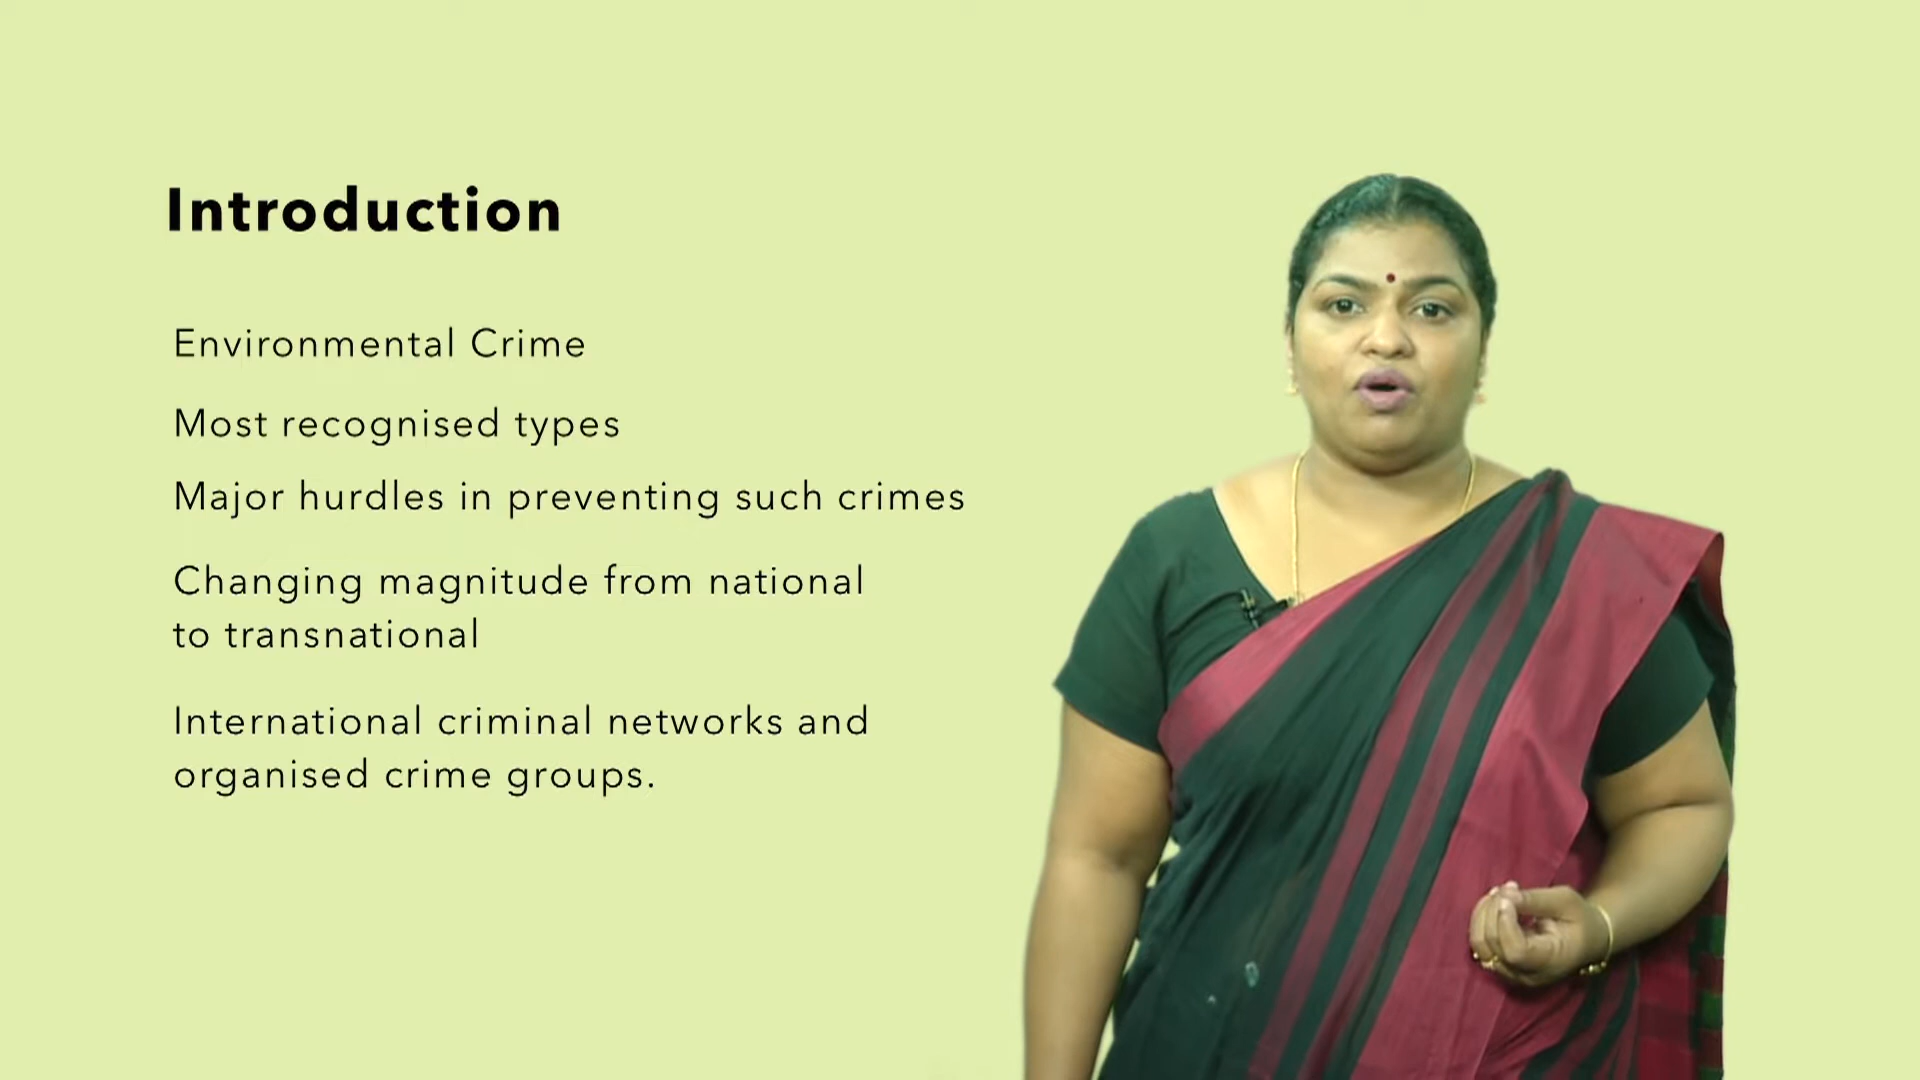 Introduction
Environmental Crime
Most recognised types
Major hurdles in preventing such crimes
Changing magnitude from national
to transnational
International criminal networks and
organised crime groups.